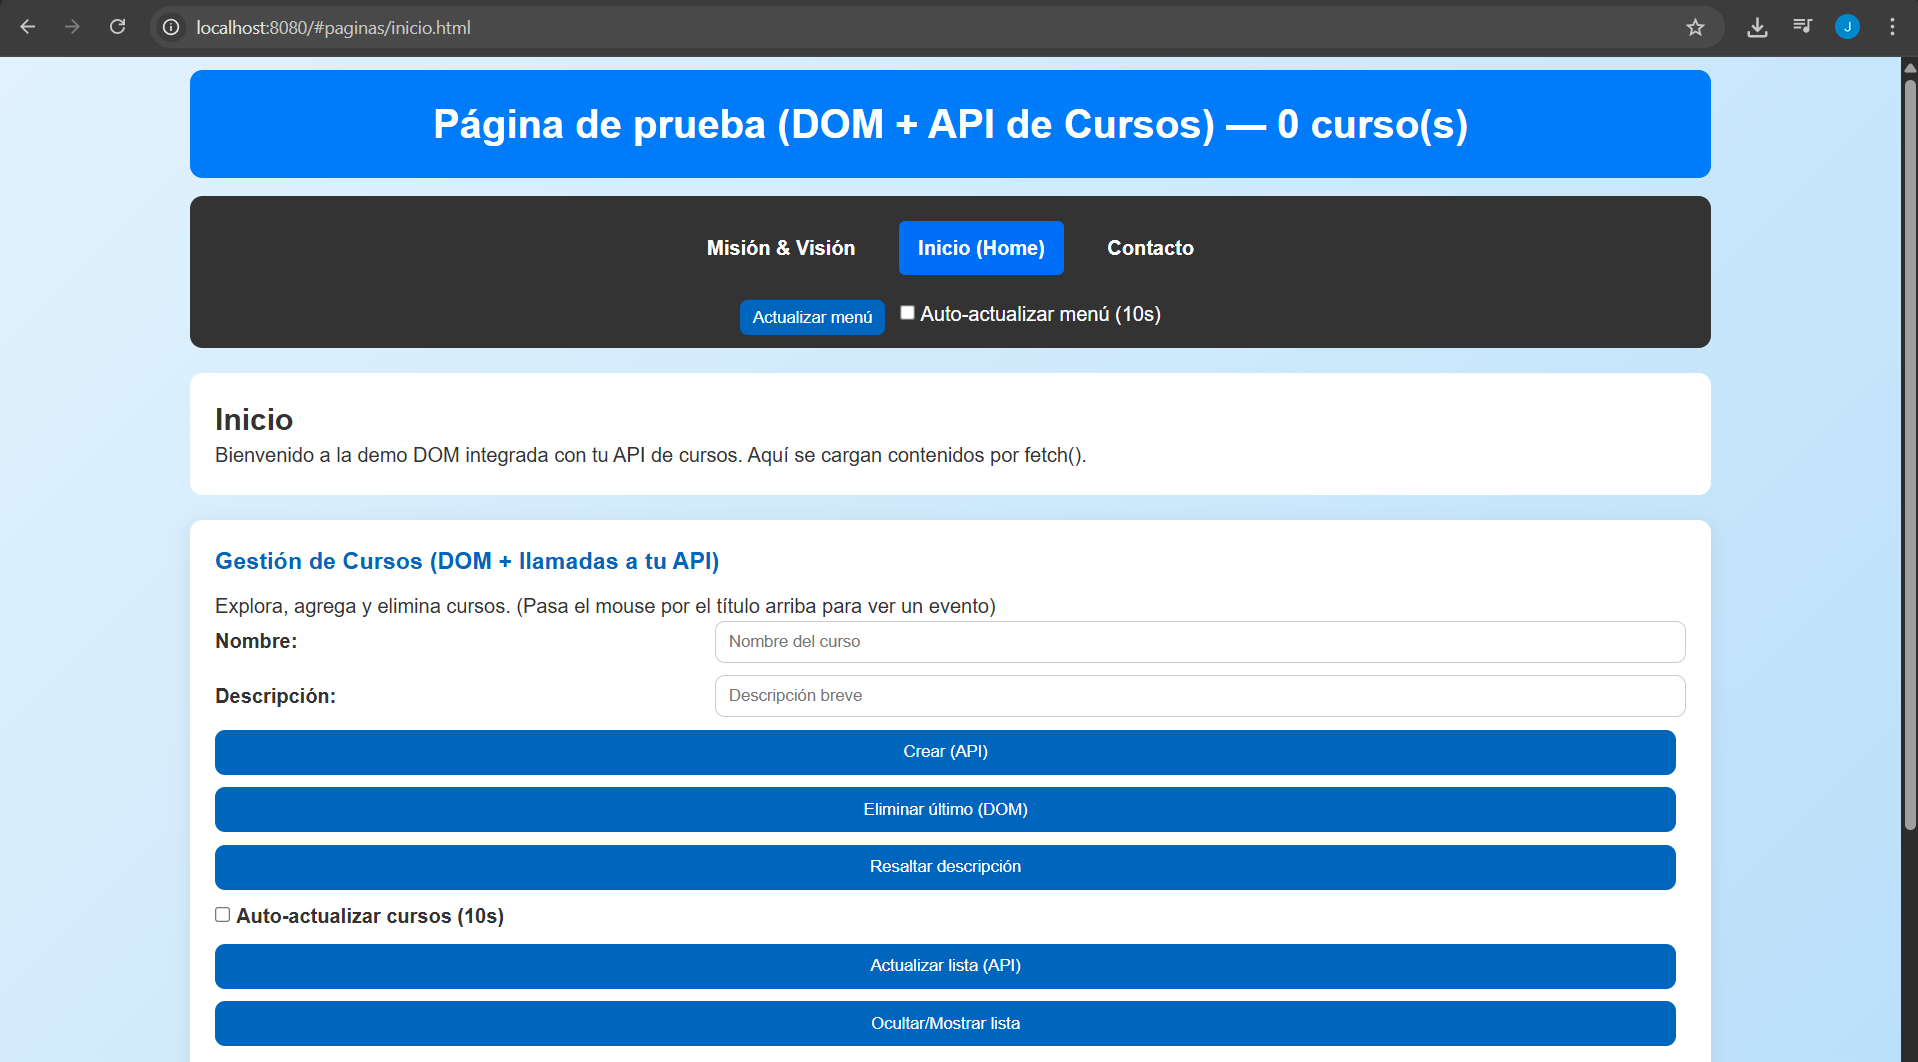 localhost:8080/#paginas/inicio.html
J
Página de prueba (DOM + API de Cursos) — 0 curso(s)
Misión & Visión
Inicio (Home)
Contacto
Actualizar menú
Auto-actualizar menú (10s)
Inicio
Bienvenido a la demo DOM integrada con tu API de cursos. Aquí se cargan contenidos por fetch().
Gestión de Cursos (DOM + llamadas a tu API)
Explora, agrega y elimina cursos. (Pasa el mouse por el título arriba para ver un evento)
Nombre:
Nombre del curso
Descripción:
Descripción breve
Crear (API)
Eliminar último (DOM)
Resaltar descripción
Auto-actualizar cursos (10s)
Actualizar lista (API)
Ocultar/Mostrar lista